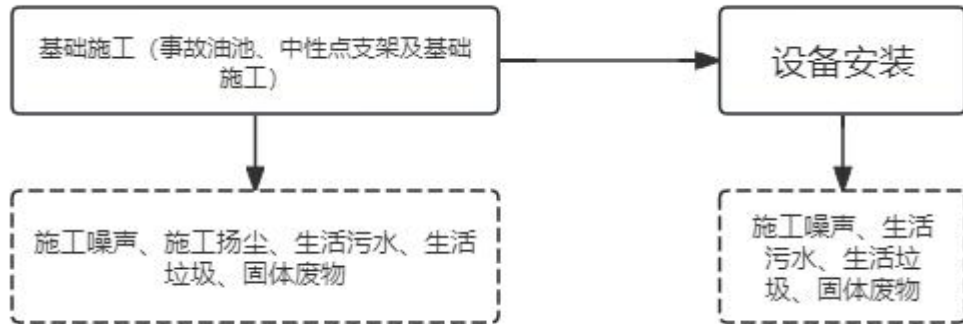 基础施工（事故油池、中性点支架及基础
施工）
设备安装
施工噪声、施工扬尘、生活污水、生活
垃圾、固体废物
施工噪声、生活
污水、生活垃
圾、固体废物